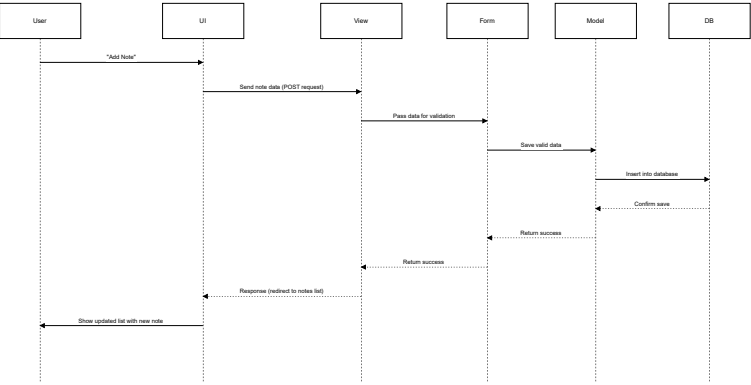 User
UI
View
Form
Model
DB
"Add Note"
Send note data (POST request)
Pass data for validation
Save valid data
Insert into database
Confirm save
Return success
Return success
Response (redirect to notes list)
Show updated list with new note